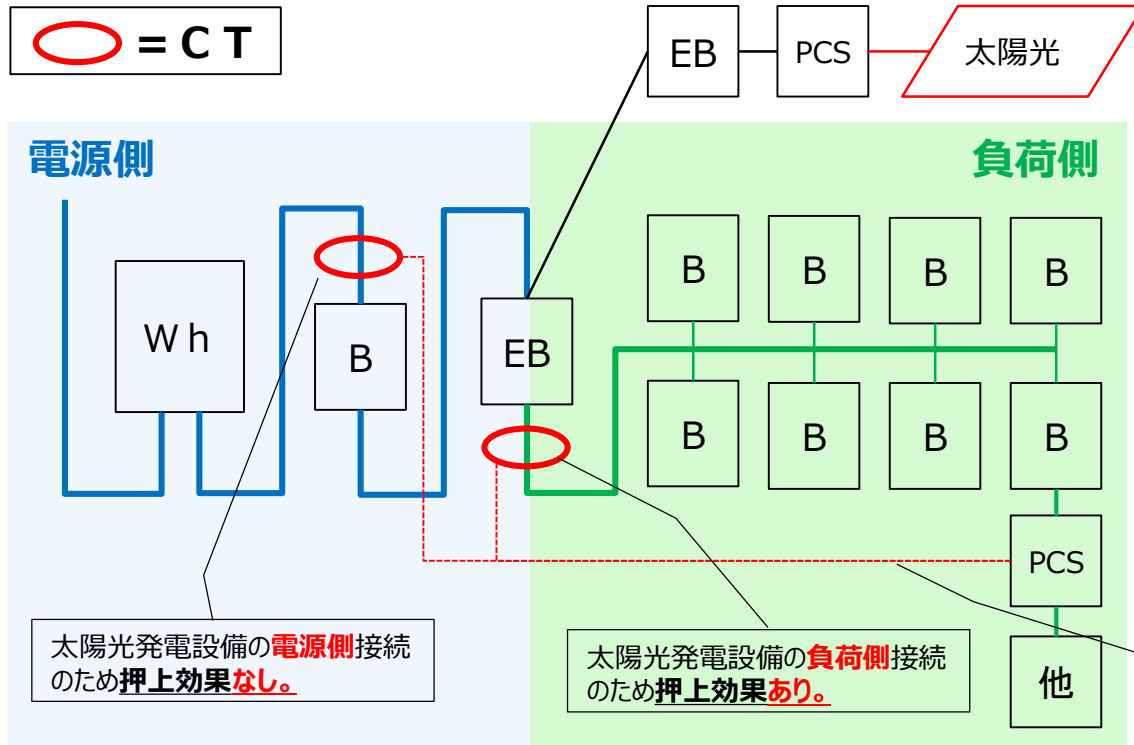 =ＣＴ
EB
PCS
太陽光
電源側
負荷側
Ｗｈ
B
EB
B
B
B
B
B
B
B
B
PCS
他
太陽光発電設備の電源側接続
のため押上効果なし。
太陽光発電設備の負荷側接続
のため押上効果あり。